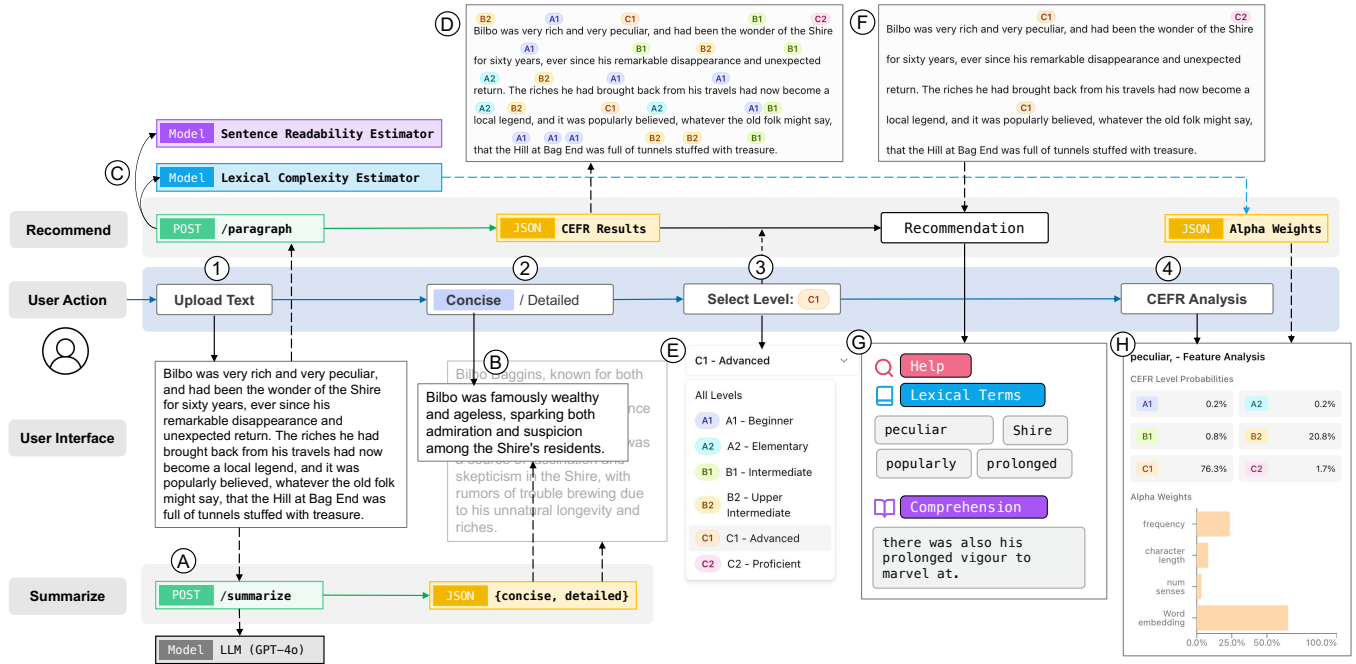 D
B2 A1 C1 B1 C2
Bilbo was very rich and very peculiar, and had been the wonder of the Shire
A1 B1 B2 B1
for sixty years, ever since his remarkable disappearance and unexpected
A2 B2 A1 A1
return. The riches he had brought back from his travels had now become a
A2 B2 C1 A2 A1 B1
local legend, and it was popularly believed, whatever the old folk might say,
A1 A1 A1 B2 B2 B1
that the Hill at Bag End was full of tunnels stuffed with treasure.
F
C1 C2
Bilbo was very rich and very peculiar, and had been the wonder of the Shire
for sixty years, ever since his remarkable disappearance and unexpected
return. The riches he had brought back from his travels had now become a
C1
local legend, and it was popularly believed, whatever the old folk might say,
that the Hill at Bag End was full of tunnels stuffed with treasure.
C
Model Sentence Readability Estimator
Model Lexical Complexity Estimator
Recommend
POST /paragraph
JSON CEFR Results
Recommendation
JSON Alpha Weights
User Action
1
Upload Text
2
Concise / Detailed
3
Select Level: C1
4
CEFR Analysis
User Interface
Bilbo was very rich and very peculiar,
and had been the wonder of the Shire
for sixty years, ever since his
remarkable disappearance and
unexpected return. The riches he had
brought back from his travels had now
become a local legend, and it was
popularly believed, whatever the old folk
might say, that the Hill at Bag End was
full of tunnels stuffed with treasure.
B
Bilbo Baggins, known for both
nce
Bilbo was famously wealthy
and ageless, sparking both
admiration and suspicion
among the Shire's residents.
was
a source of fascination and
skepticism in the Shire, with
rumors of trouble brewing due
to his unnatural longevity and
riches.
E
C1 - Advanced
All Levels
A1 A1 - Beginner
A2 A2 - Elementary
B1 B1 - Intermediate
B2 B2 - Upper
Intermediate
C1 C1 - Advanced
C2 C2 - Proficient
G
Help
Lexical Terms
peculiar Shire
popularly prolonged
Comprehension
there was also his
prolonged vigour to
marvel at.
H
peculiar, - Feature Analysis
CEFR Level Probabilities
A1 0.2% A2 0.2%
B1 0.8% B2 20.8%
C1 76.3% C2 1.7%
Alpha Weights
frequency
character
length
num
senses
Word
embedding
0.0% 25.0% 50.0% 100.0%
Summarize
A
POST /summarize
JSON {concise, detailed}
Model LLM (GPT-4o)